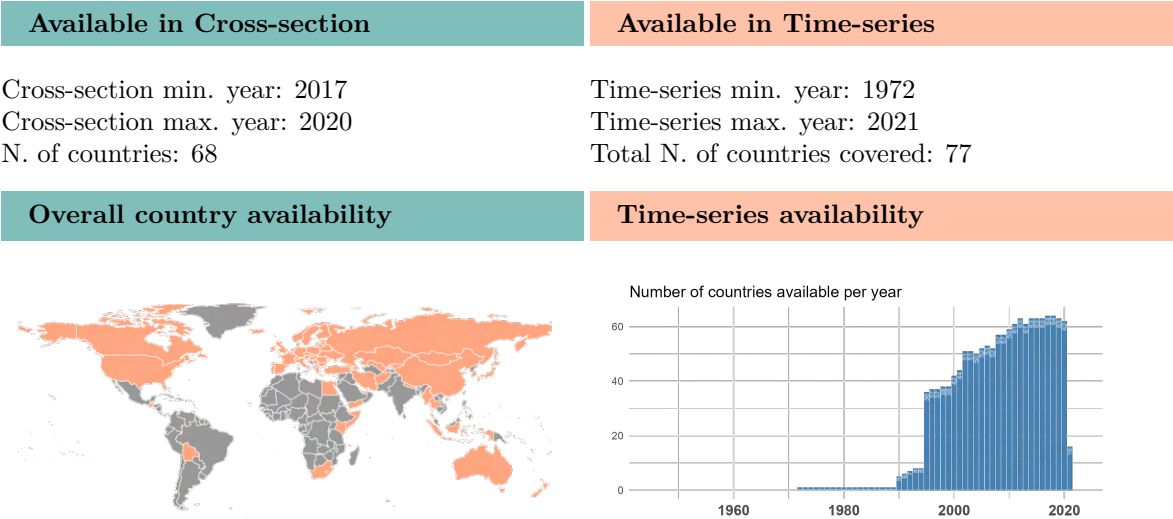 Available in Cross-section
Available in Time-series
Cross-section min. year: 2017
Cross-section max. year: 2020
N. of countries: 68
Time-series min. year: 1972
Time-series max. year: 2021
Total N. of countries covered: 77
Overall country availability
Time-series availability
Number of countries available per year
60
40
20
0
1960
1980
2000
2020